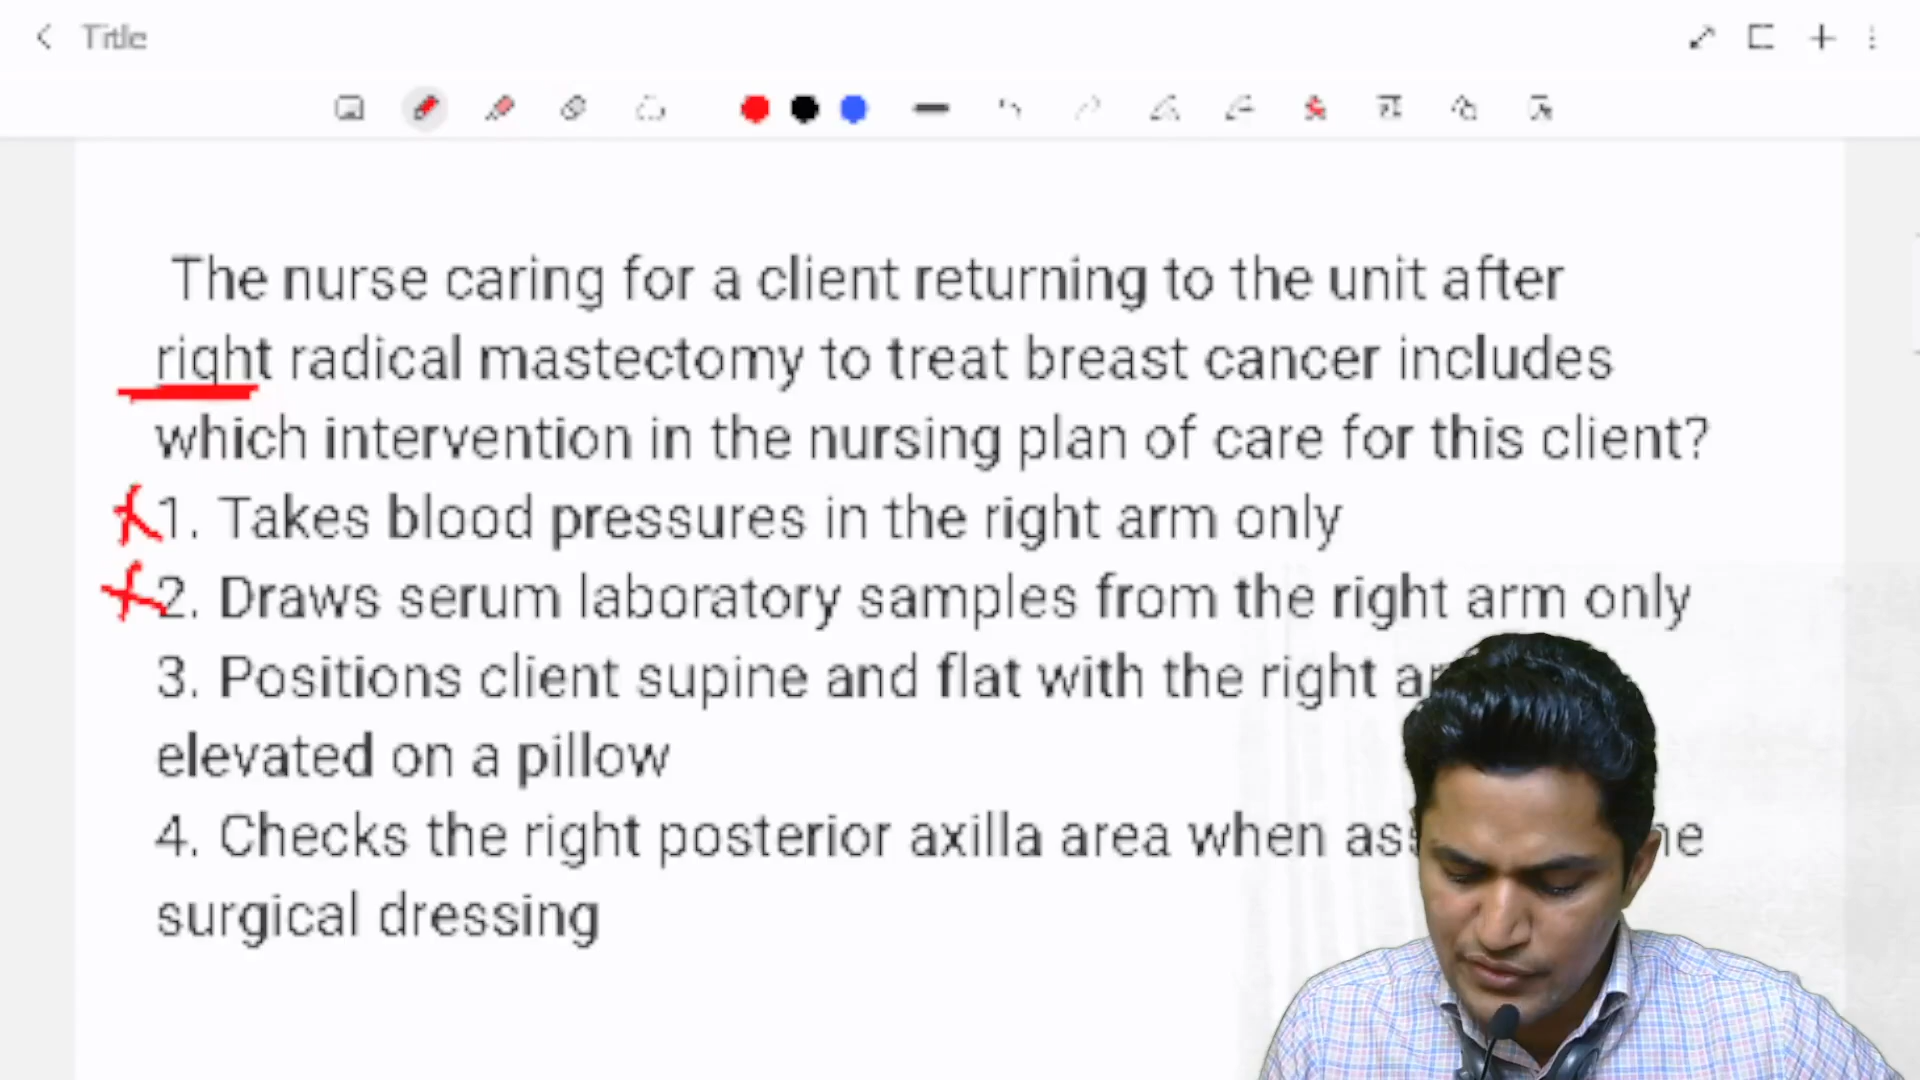 Title
The nurse caring for a client returning to the unit after
right radical mastectomy to treat breast cancer includes
which intervention in the nursing plan of care for this client?
1. Takes blood pressures in the right arm only
2. Draws serum laboratory samples from the right arm only
3. Positions client supine and flat with the right
elevated on a pillow
4. Checks the right posterior axilla area when
surgical dressing